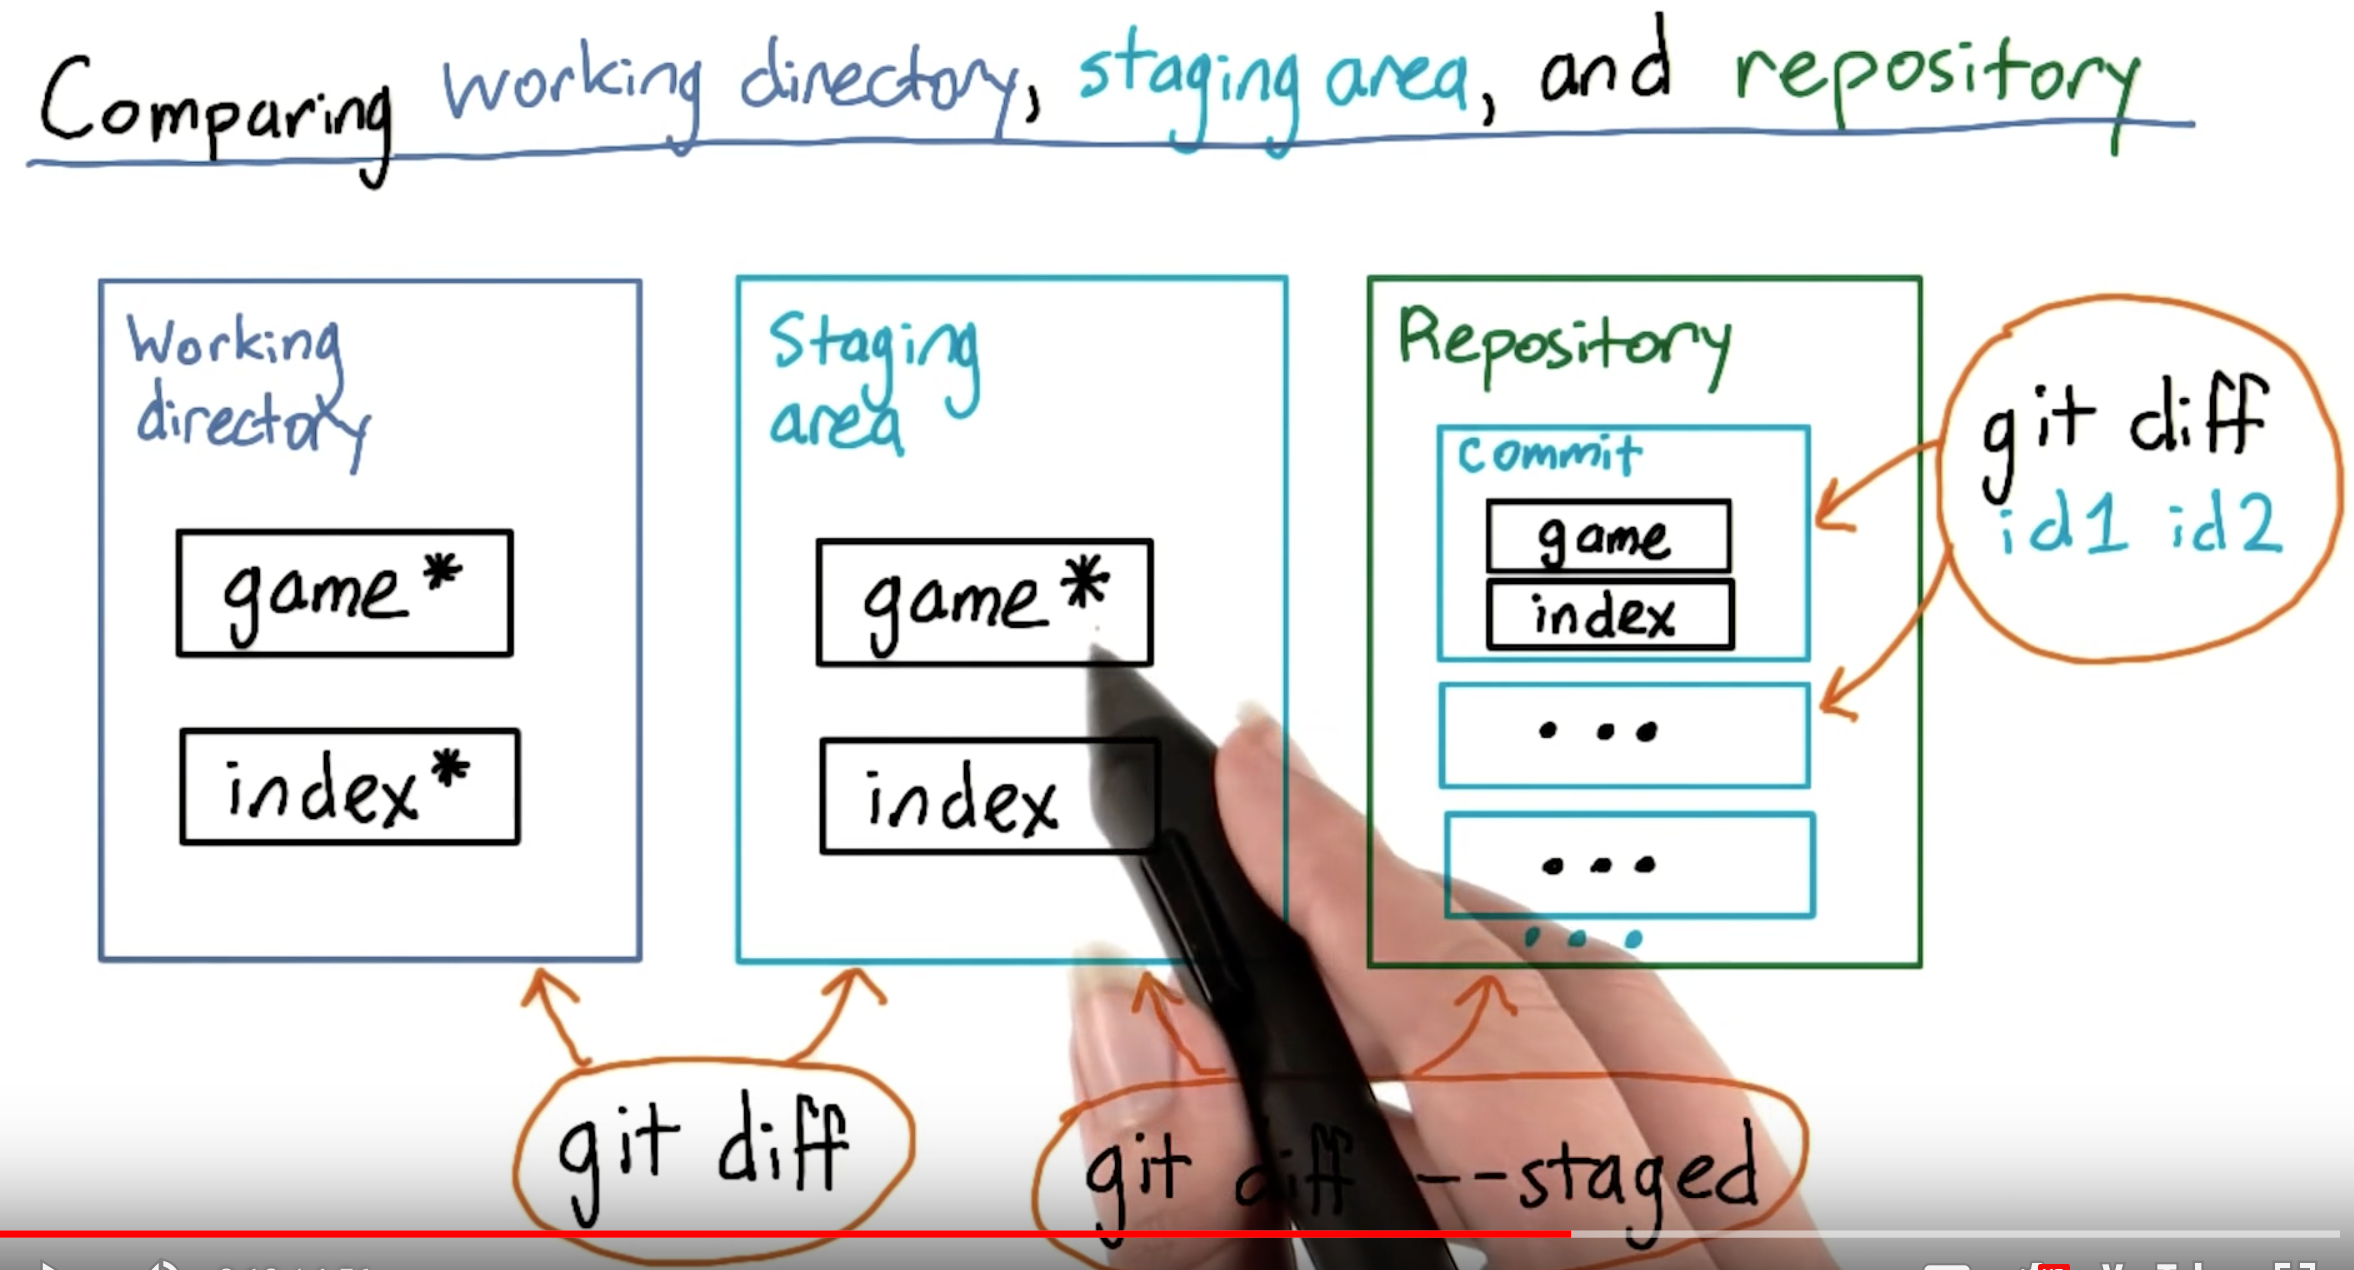 Comparing working directory, staging area, and repository
Working
directory
game*
index*
Staging
area
game*
index
Repository
commit
game
index
• • •
• • •
• • •
git diff
id1 id2
git diff
git diff --staged